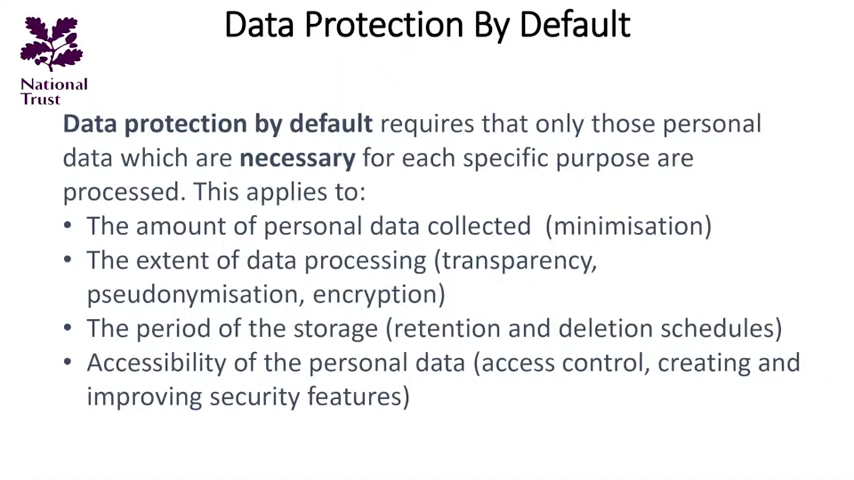 Data Protection By Default
National
Trust
Data protection by default requires that only those personal
data which are necessary for each specific purpose are
processed. This applies to:
• The amount of personal data collected  (minimisation)
• The extent of data processing (transparency,
pseudonymisation, encryption)
• The period of the storage (retention and deletion schedules)
• Accessibility of the personal data (access control, creating and
improving security features)